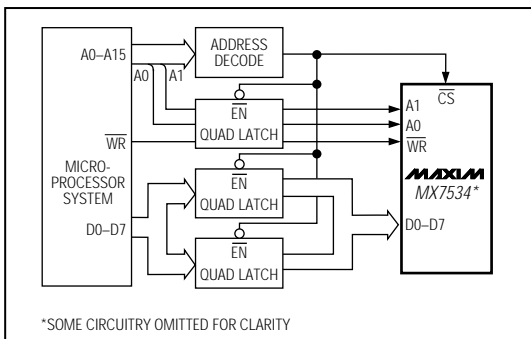 A0–A15
A0
A1
ADDRESS
DECODE
CS
EN
QUAD LATCH
A1
A0
WR
WR
MICRO-
PROCESSOR
SYSTEM
MAXIM
MX7534*
EN
QUAD LATCH
D0–D7
D0–D7
EN
QUAD LATCH
*SOME CIRCUITRY OMITTED FOR CLARITY